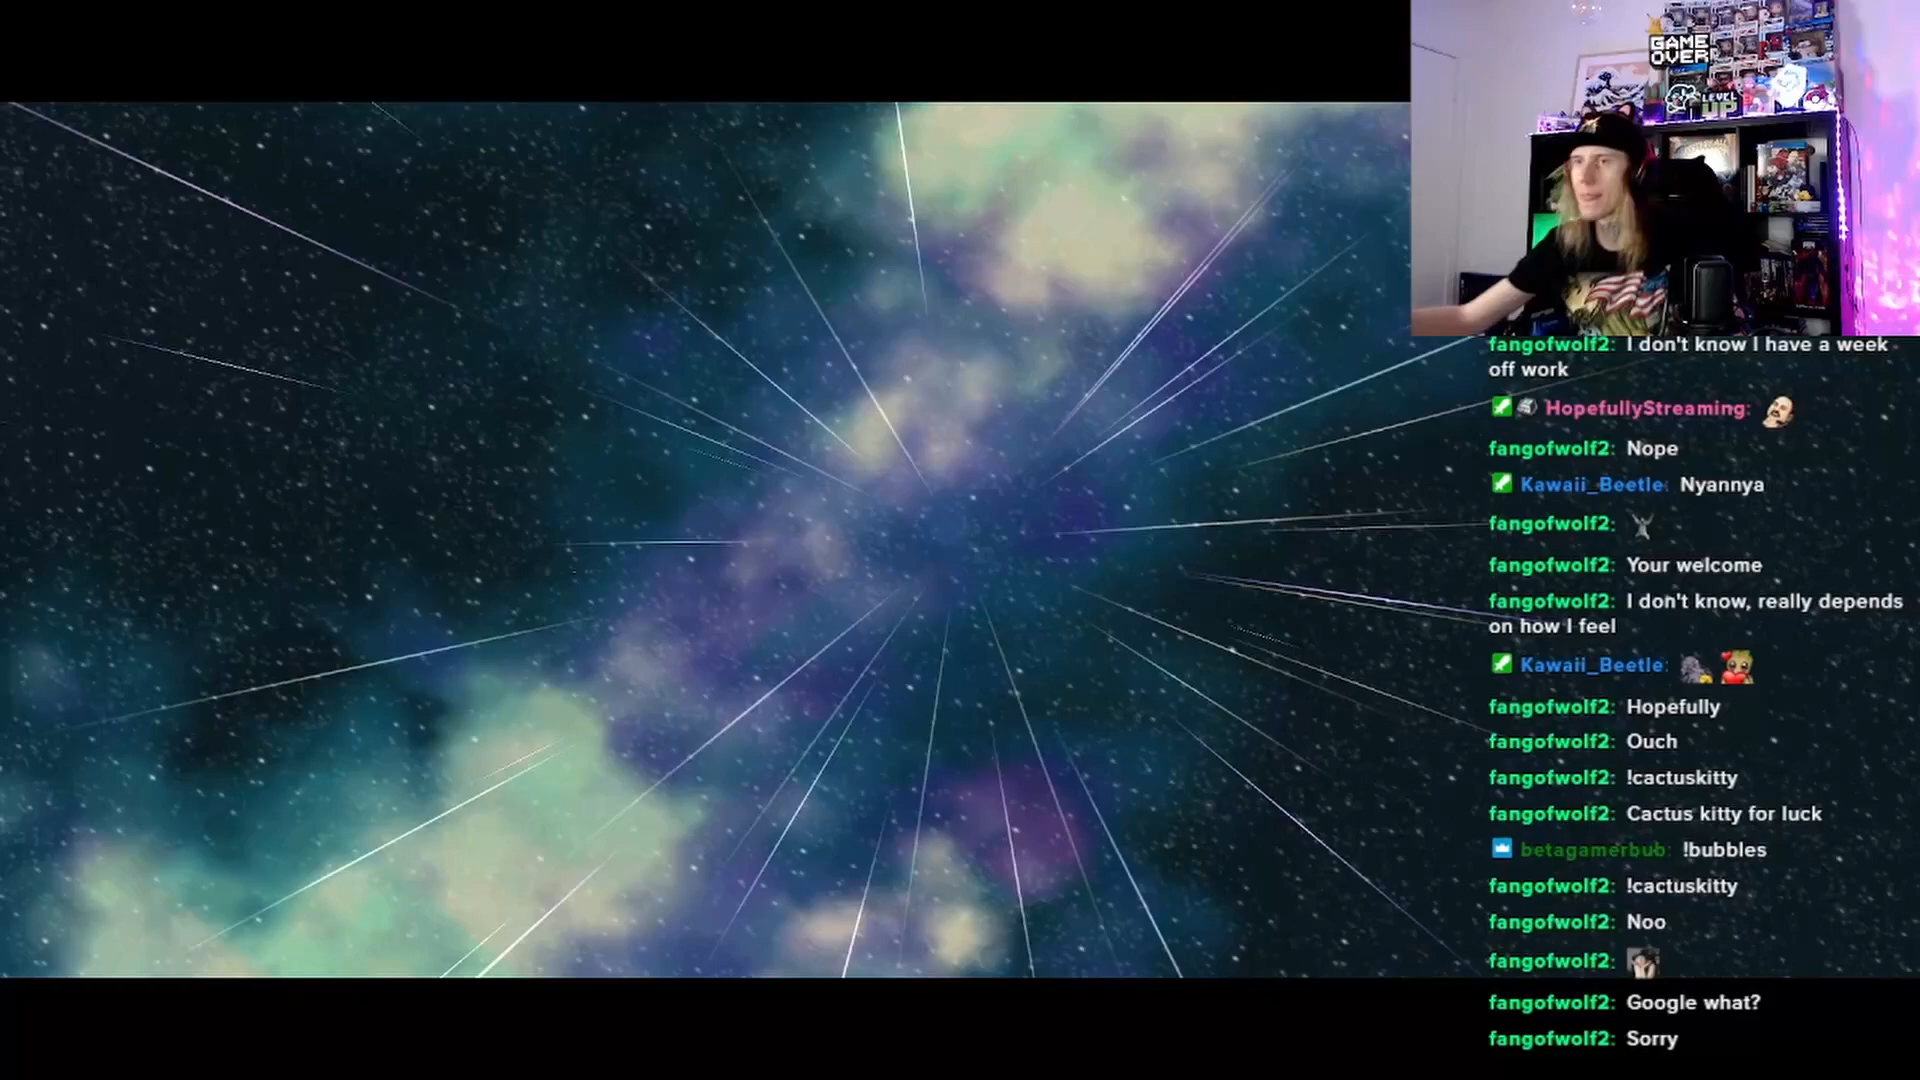 GAME
OVER
LEVEL
UP
fangofwolf2: I don't know I have a week
off work
HopefullyStreaming:
fangofwolf2: Nope
Kawaii_Beetle: Nyannya
fangofwolf2:
fangofwolf2: Your welcome
fangofwolf2: I don't know, really depends
on how I feel
Kawaii_Beetle:
fangofwolf2: Hopefully
fangofwolf2: Ouch
fangofwolf2: !cactuskitty
fangofwolf2: Cactus kitty for luck
betagamerbub: !bubbles
fangofwolf2: !cactuskitty
fangofwolf2: Noo
fangofwolf2:
fangofwolf2: Google what?
fangofwolf2: Sorry